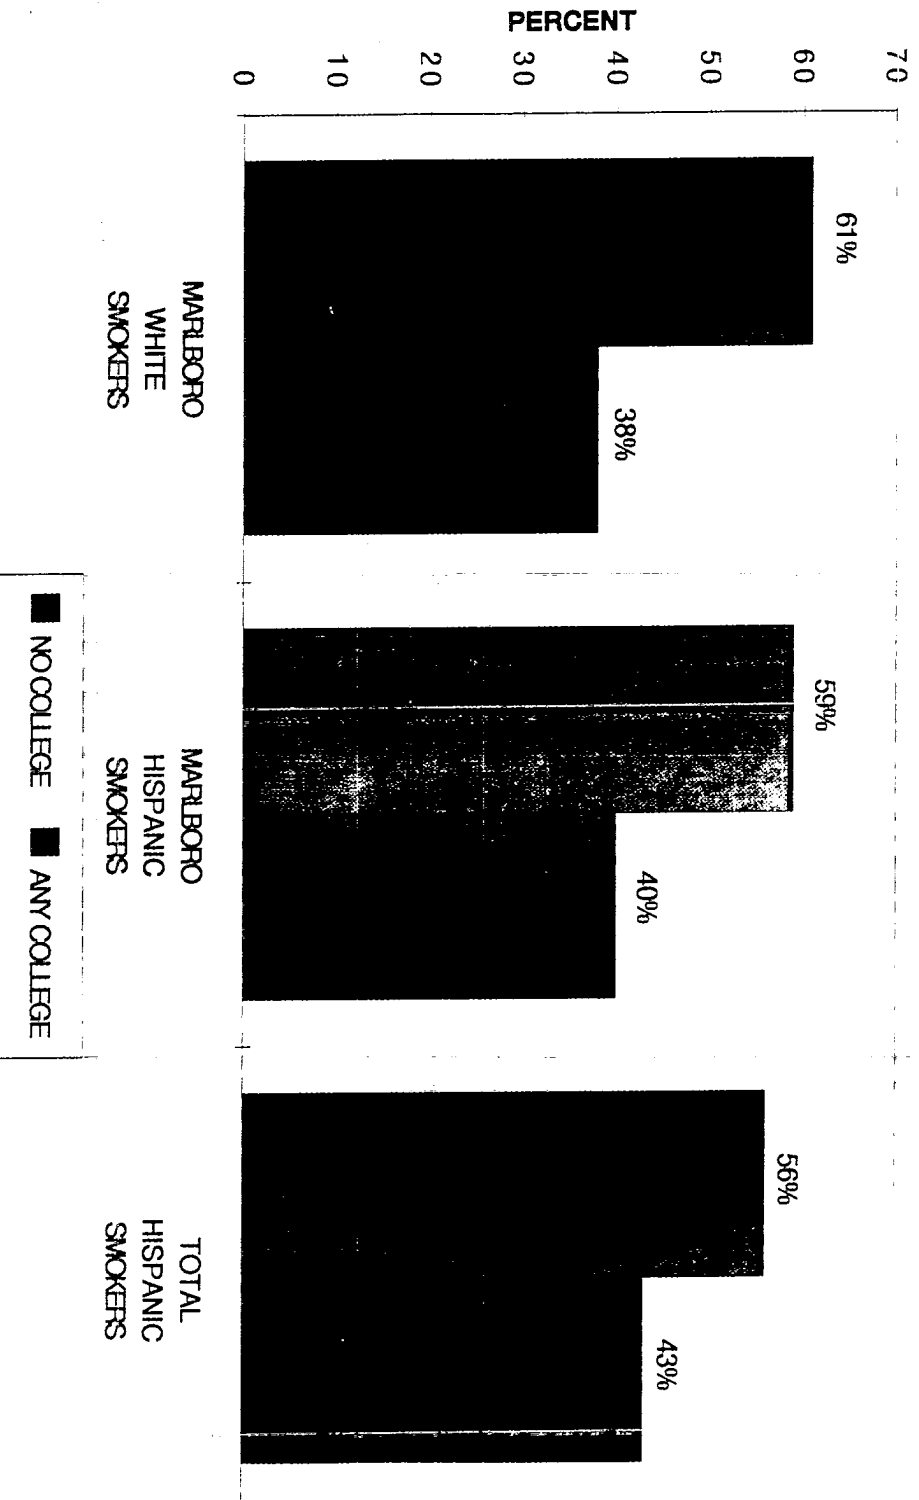 PERCENT
70
60
50
40
30
20
10
0
61%
38%
59%
40%
56%
43%
MARLBORO
WHITE
SMOKERS
MARLBORO
HISPANIC
SMOKERS
TOTAL
HISPANIC
SMOKERS
NO COLLEGE
ANY COLLEGE